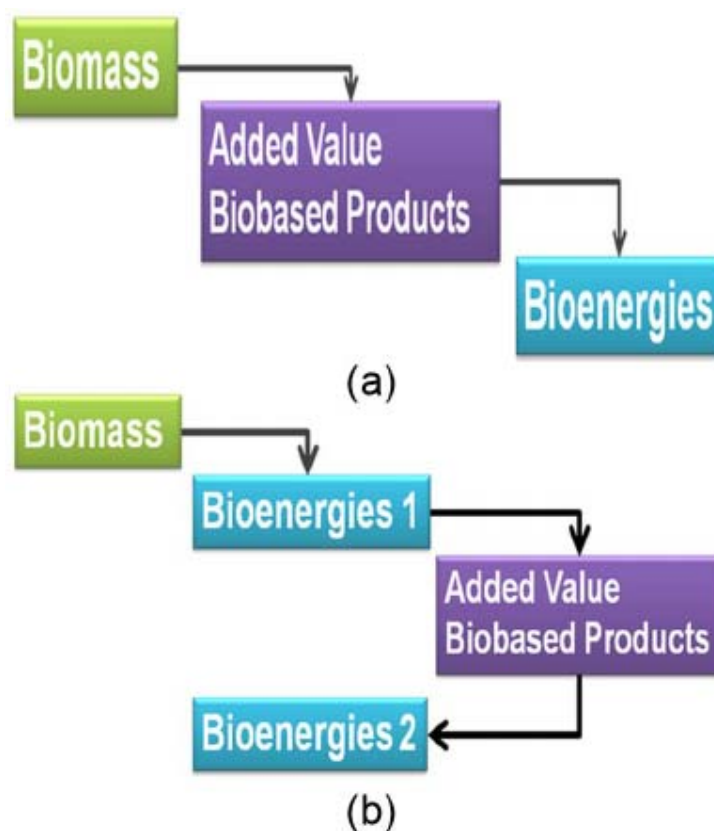 Biomass
Added Value
Biobased Products
Bioenergies
(a)
Biomass
Bioenergies 1
Added Value
Biobased Products
Bioenergies 2
(b)